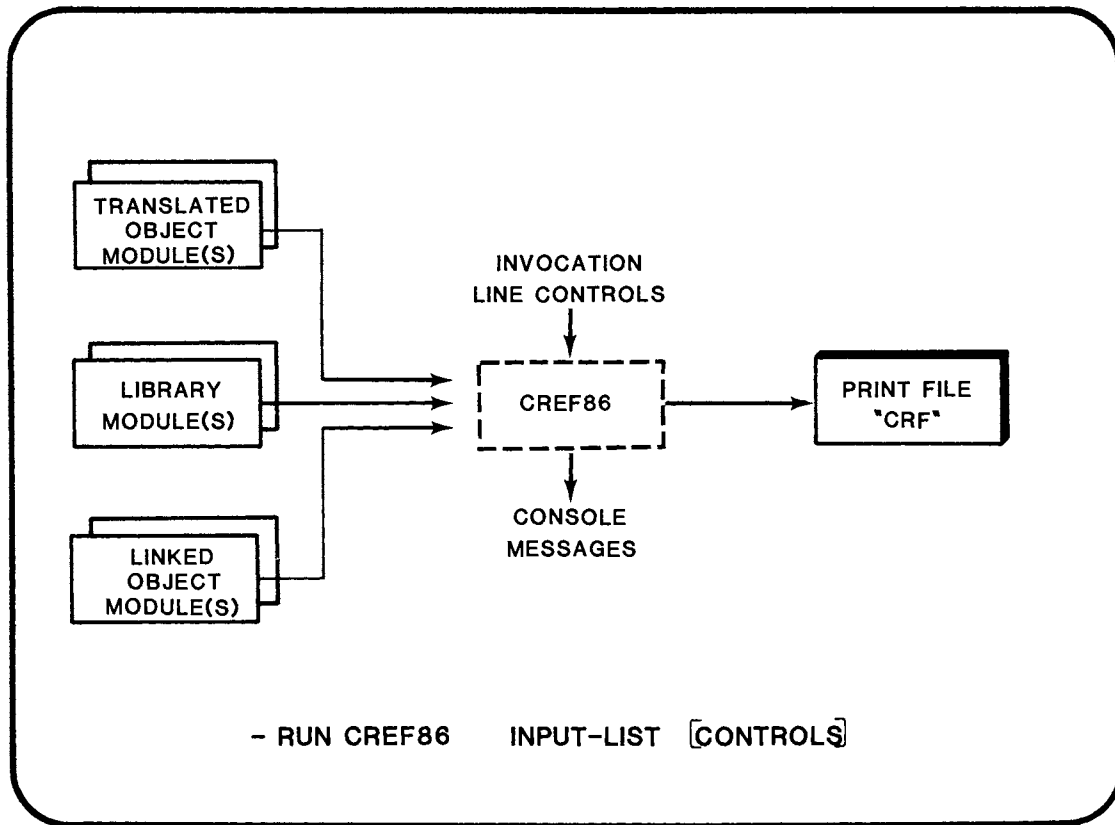 TRANSLATED
OBJECT
MODULE(S)
INVOCATION
LINE CONTROLS
LIBRARY
MODULE(S)
CREF86
PRINT FILE
"CRF"
CONSOLE
MESSAGES
LINKED
OBJECT
MODULE(S)
- RUN CREF86 INPUT-LIST [CONTROLS]